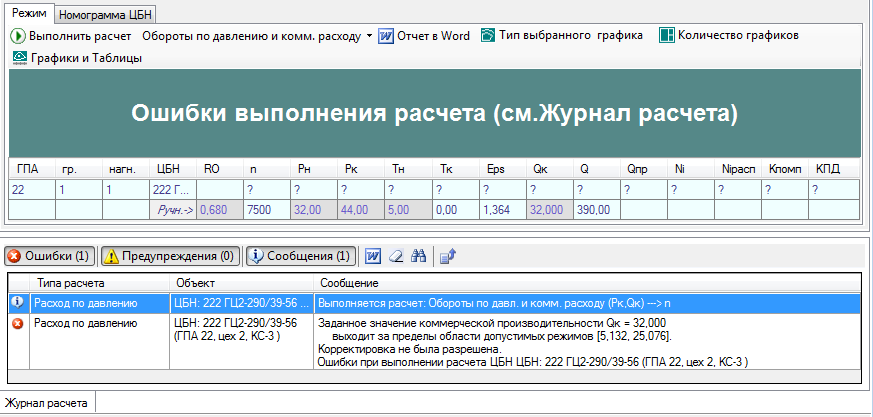 Режим Номограмма ЦБН
Выполнить расчет Обороты по давлению и комм. расходу Отчет в Word Тип выбранного графика Количество графиков
Графики и Таблицы
Ошибки выполнения расчета (см.Журнал расчета)
ГПА гр. нагн. ЦБН RO n Pн Рк Тн Тк Eps Qк Q Qпр Ni Niрасп Кпомп КПД
22 1 1 222 Г... ? ? ? ? ? ? ? ? ? ? ? ? ?
Ручн.-> 0,680 7500 32,00 44,00 5,00 0,00 1,364 32,000 390,00
Ошибки (1) Предупреждения (0) Сообщения (1)
Типа расчета Объект Сообщение
Расход по давлению ЦБН: 222 ГЦ2-290/39-56 ... Выполняется расчет: Обороты по давл. и комм. расходу (Рк,Qк) ---> n
Расход по давлению ЦБН: 222 ГЦ2-290/39-56 Заданное значение коммерческой производительности Qк = 32,000
(ГПА 22, цех 2, КС-3 ) выходит за пределы области допустимых режимов [5,132, 25,076].
Корректировка не была разрешена.
Ошибки при выполнении расчета ЦБН ЦБН: 222 ГЦ2-290/39-56 (ГПА 22, цех 2, КС-3 )
Журнал расчета